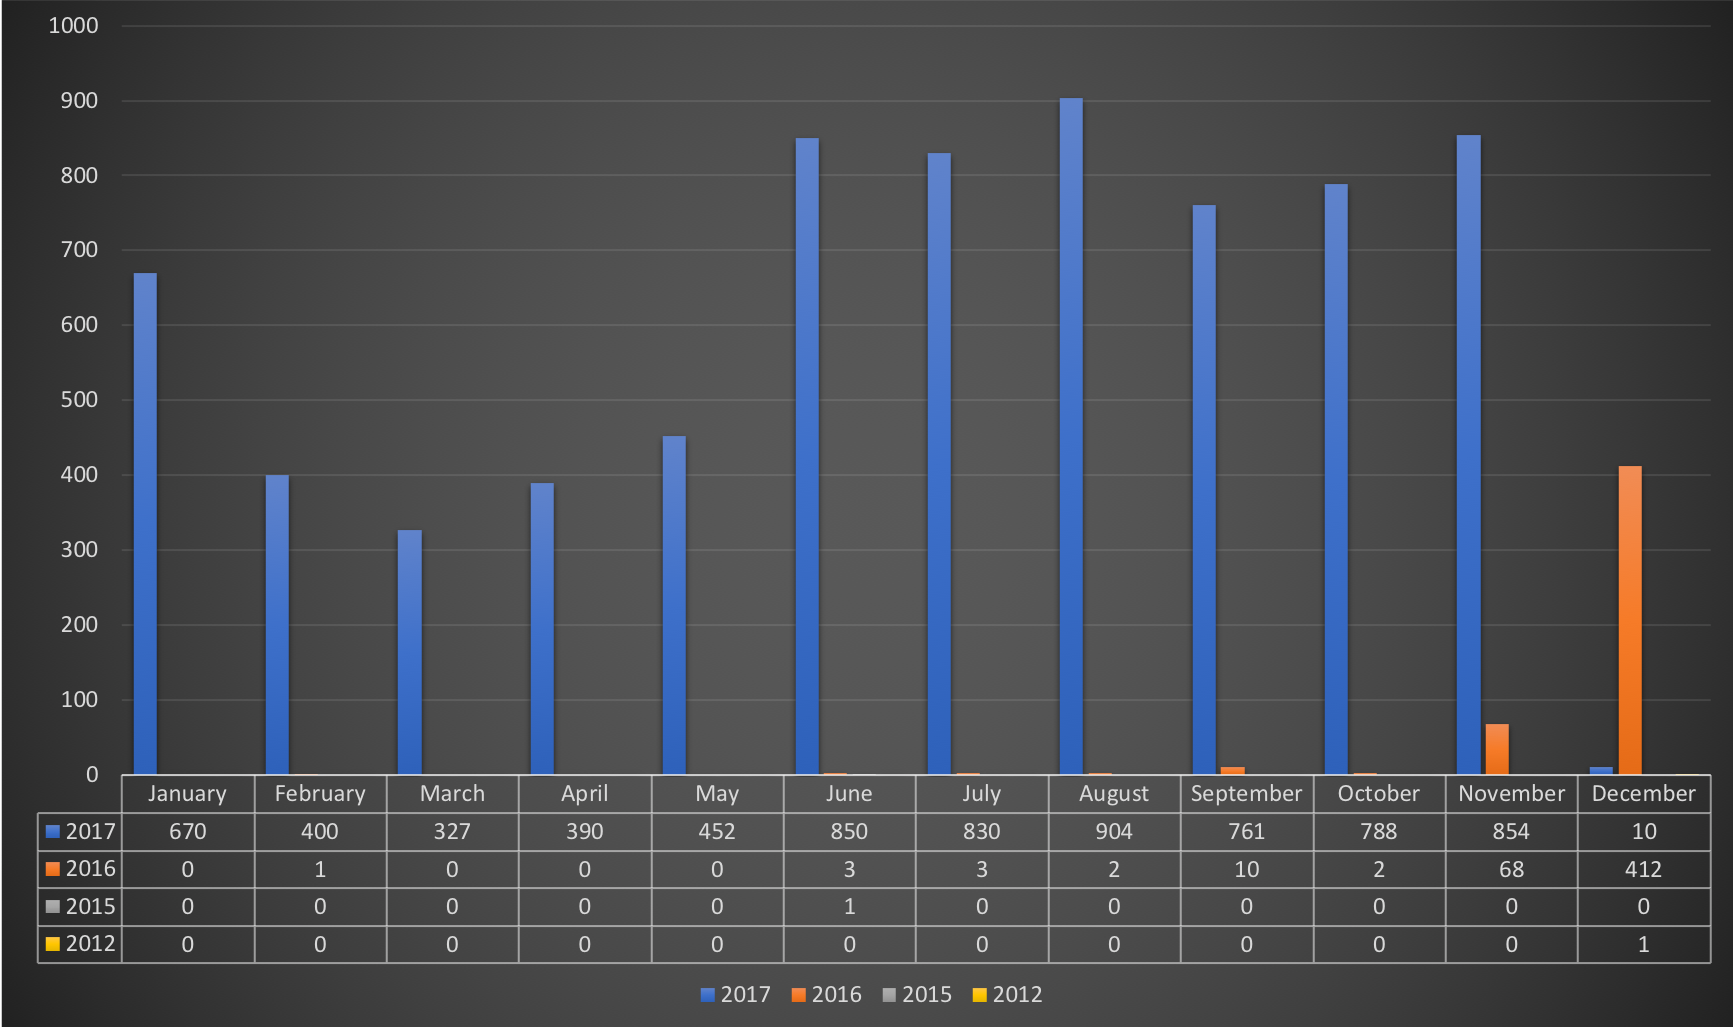 1000
900
800
700
600
500
400
300
200
100
0
January February March April May June July August September October November December
2017 670 400 327 390 452 850 830 904 761 788 854 10
2016 0 1 0 0 0 3 3 2 10 2 68 412
2015 0 0 0 0 0 1 0 0 0 0 0 0
2012 0 0 0 0 0 0 0 0 0 0 0 1
2017 2016 2015 2012